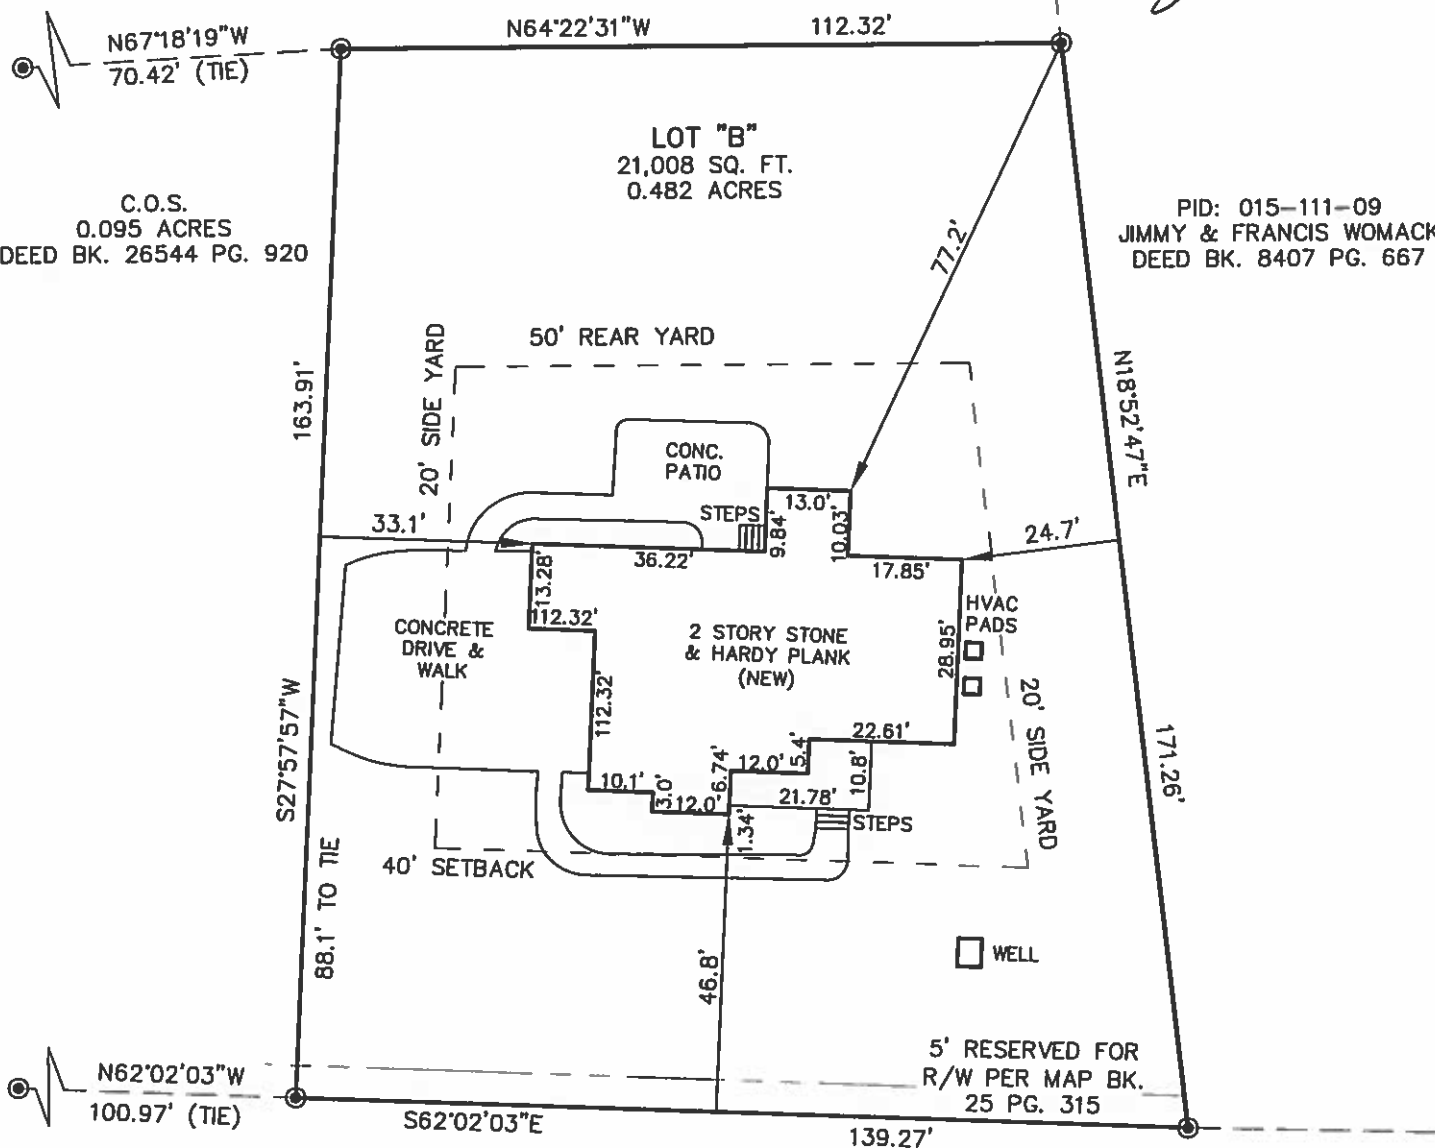 N67°18'19"W
70.42' (TIE)
N64°22'31"W
112.32'
LOT "B"
21,008 SQ. FT.
0.482 ACRES
C.O.S.
0.095 ACRES
DEED BK. 26544 PG. 920
PID: 015-111-09
JIMMY & FRANCIS WOMACK
DEED BK. 8407 PG. 667
77.2'
50' REAR YARD
20' SIDE YARD
163.91'
N18°52'47"E
CONC.
PATIO
STEPS
13.0'
9.84'
10.03'
33.1'
36.22'
17.85'
24.7'
13.28'
112.32'
CONCRETE
DRIVE &
WALK
2 STORY STONE
& HARDY PLANK
(NEW)
HVAC
PADS
28.95'
112.32'
20' SIDE YARD
S27°57'57"W
171.26'
22.61'
5.4'
12.0'
6.74'
10.8'
10.1'
3.0'
12.0'
21.78'
1.34'
STEPS
40' SETBACK
88.1' TO TIE
46.8'
WELL
5' RESERVED FOR
R/W PER MAP BK.
25 PG. 315
N62°02'03"W
100.97' (TIE)
S62°02'03"E
139.27'